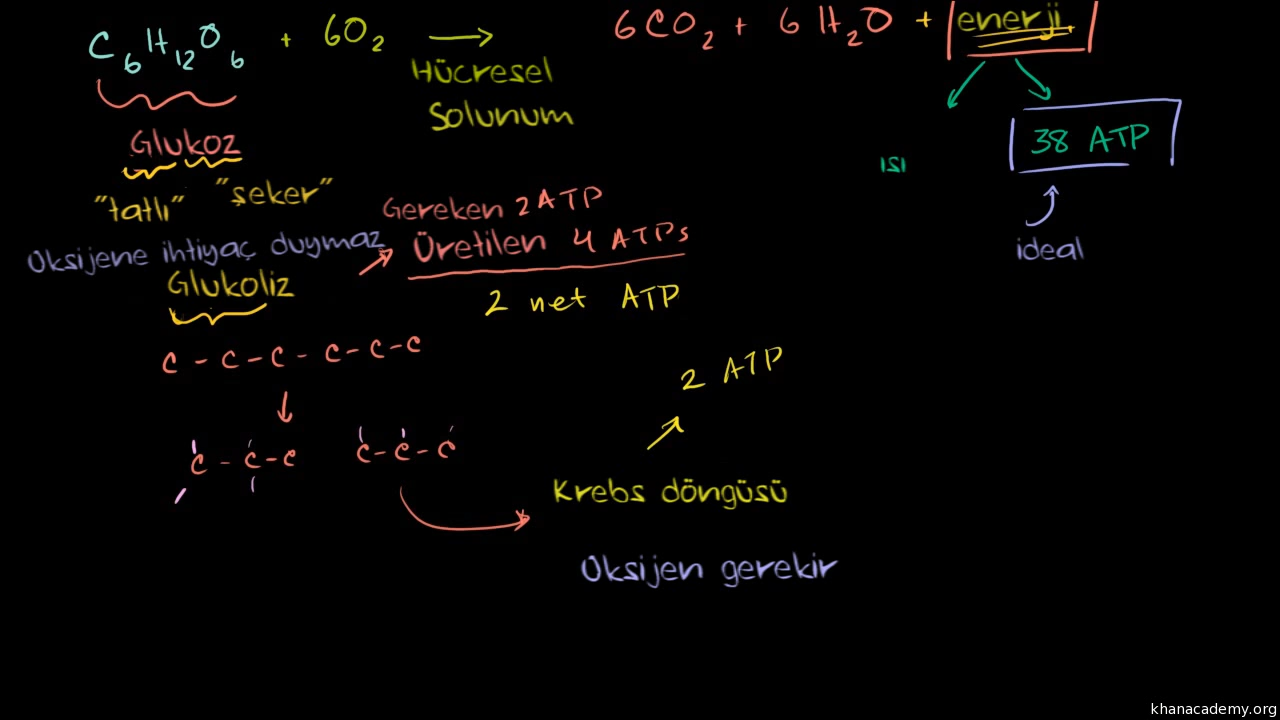 C6H12O6 + 6O2 → 6CO2 + 6H2O + enerji
Hücresel
Solunum
Glukoz
"tatlı" "şeker"
ısı
38 ATP
ideal
Gereken 2ATP
Üretilen 4 ATPs
2 net ATP
Oksijene ihtiyaç duymaz
Glukoliz
C - C - C - C - C - C
C - C - C C - C - C
2 ATP
Krebs döngüsü
Oksijen gerekir
khanacademy.org